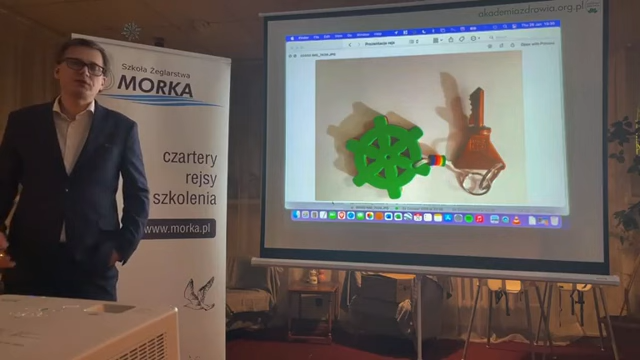 akademiazdrowia.org.pl
Szkoła Żeglarstwa
MORKA
czartery
rejsy
szkolenia
www.morka.pl